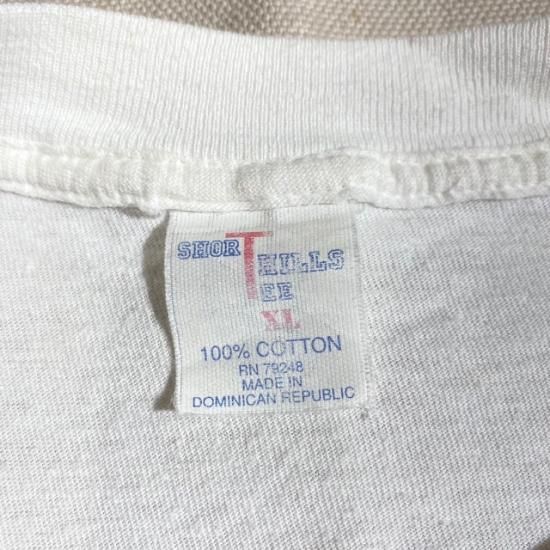 SHORT HILLS
TEE
XL
100% COTTON
RN 79248
MADE IN
DOMINICAN REPUBLIC